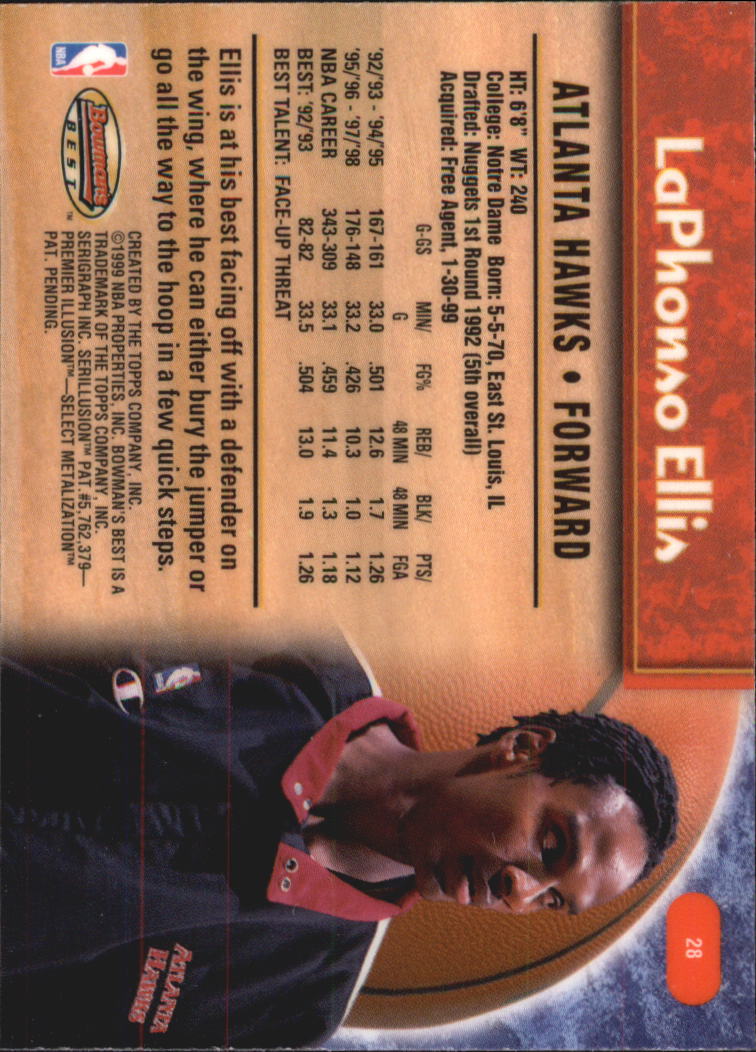 LaPhonso Ellis
28
ATLANTA HAWKS • FORWARD
HT: 6'8" WT: 240
College: Notre Dame Born: 5-5-70, East St. Louis, IL
Drafted: Nuggets 1st Round 1992 (5th overall)
Acquired: Free Agent, 1-30-99
G-GS MIN/ FG% REB/ BLK/ PTS/
G 48 MIN 48 MIN FGA
'92/'93 - '94/'95 167-161 33.0 .501 12.6 1.7 1.26
'95/'96 - '97/'98 176-148 33.2 .426 10.3 1.0 1.12
NBA CAREER 343-309 33.1 .459 11.4 1.3 1.18
BEST: '92/'93 82-82 33.5 .504 13.0 1.9 1.26
BEST TALENT: FACE-UP THREAT
Ellis is at his best facing off with a defender on
the wing, where he can either bury the jumper or
go all the way to the hoop in a few quick steps.
NBA
Bowman's
BEST™
CREATED BY THE TOPPS COMPANY, INC.
©1999 NBA PROPERTIES, INC. BOWMAN'S BEST IS A
TRADEMARK OF THE TOPPS COMPANY, INC.
SERIGRAPH INC. SERILLUSION™ PAT.#5,762,379—
PREMIER ILLUSION™—SELECT METALIZATION™
PAT. PENDING.
ATLANTA
HAWKS